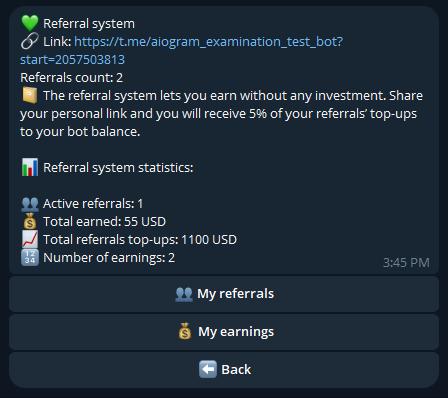 💚 Referral system
🔗 Link: https://t.me/aiogram_examination_test_bot?
start=2057503813
Referrals count: 2
📔 The referral system lets you earn without any investment. Share
your personal link and you will receive 5% of your referrals’ top-ups
to your bot balance.
📊 Referral system statistics:
👥 Active referrals: 1
💰 Total earned: 55 USD
📈 Total referrals top-ups: 1100 USD
🔢 Number of earnings: 2
3:45 PM
👥 My referrals
💰 My earnings
⬅️ Back